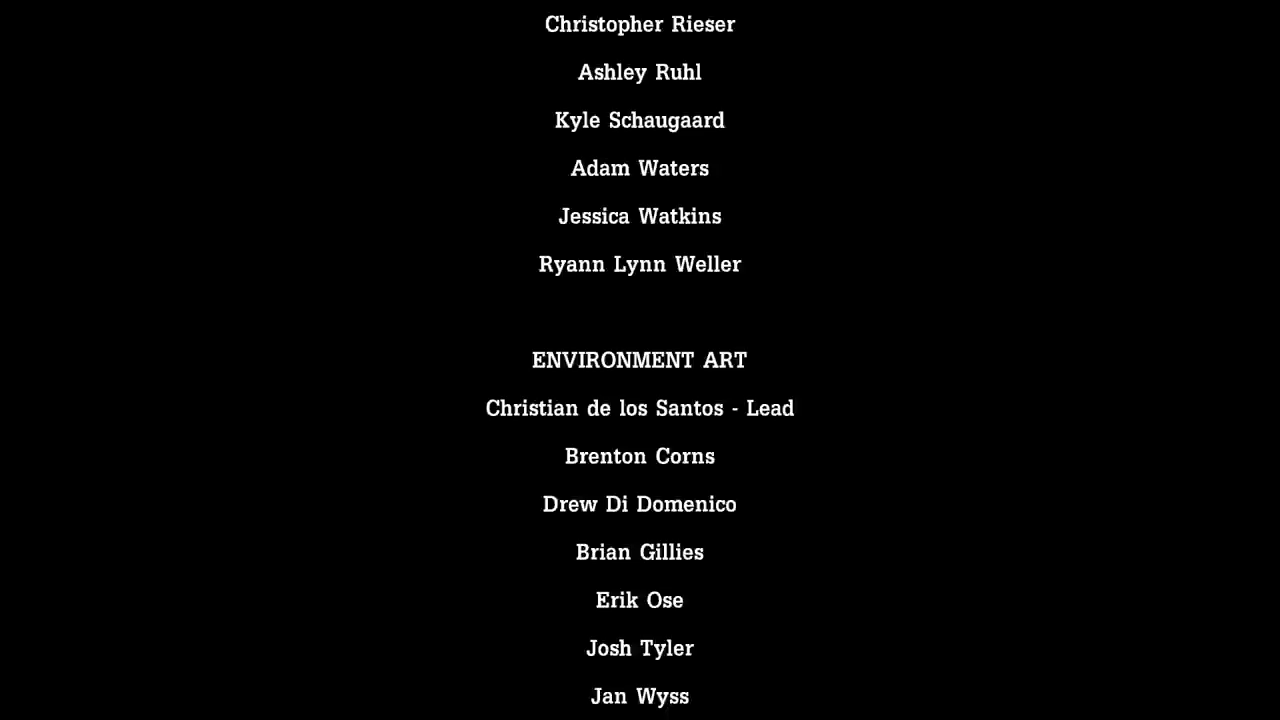 Christopher Rieser
Ashley Ruhl
Kyle Schaugaard
Adam Waters
Jessica Watkins
Ryann Lynn Weller
ENVIRONMENT ART
Christian de los Santos - Lead
Brenton Corns
Drew Di Domenico
Brian Gillies
Erik Ose
Josh Tyler
Jan Wyss